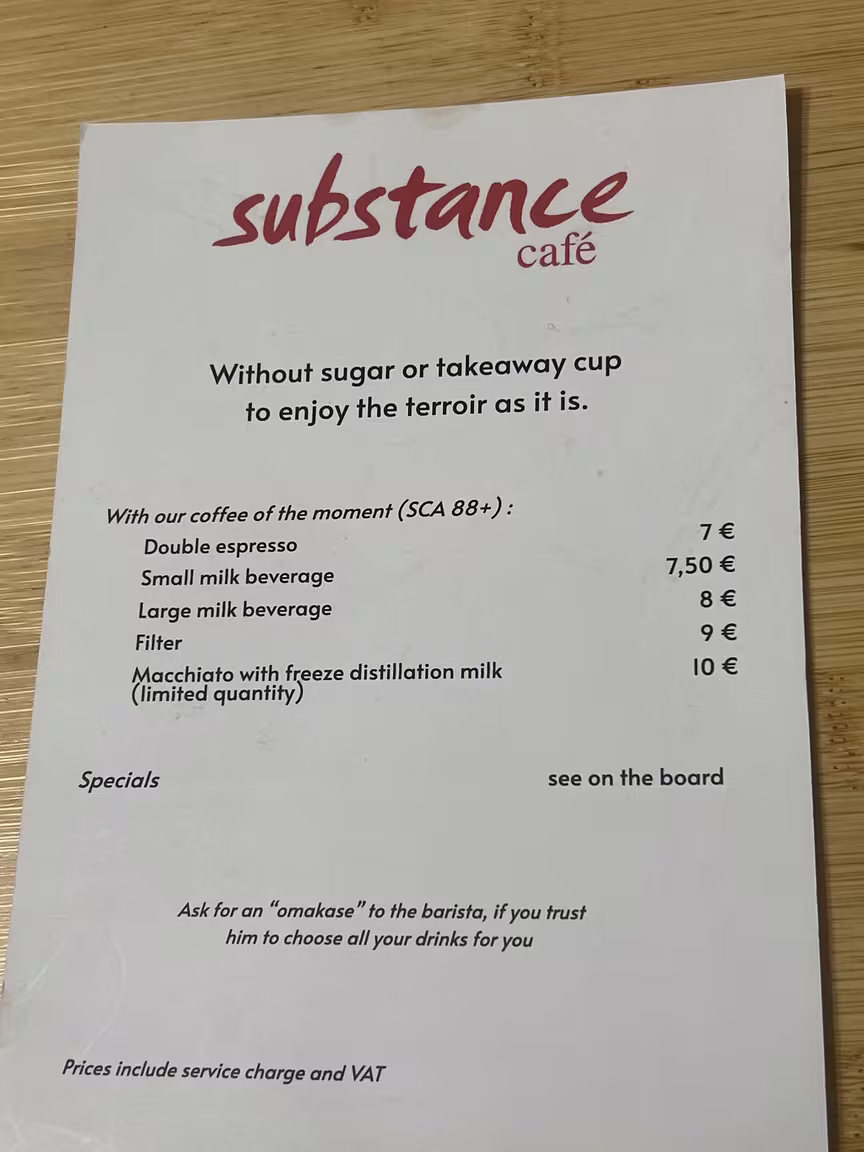 substance
café
Without sugar or takeaway cup
to enjoy the terroir as it is.
With our coffee of the moment (SCA 88+) :
Double espresso 7 €
Small milk beverage 7,50 €
Large milk beverage 8 €
Filter 9 €
Macchiato with freeze distillation milk 10 €
(limited quantity)
Specials see on the board
Ask for an “omakase” to the barista, if you trust
him to choose all your drinks for you
Prices include service charge and VAT